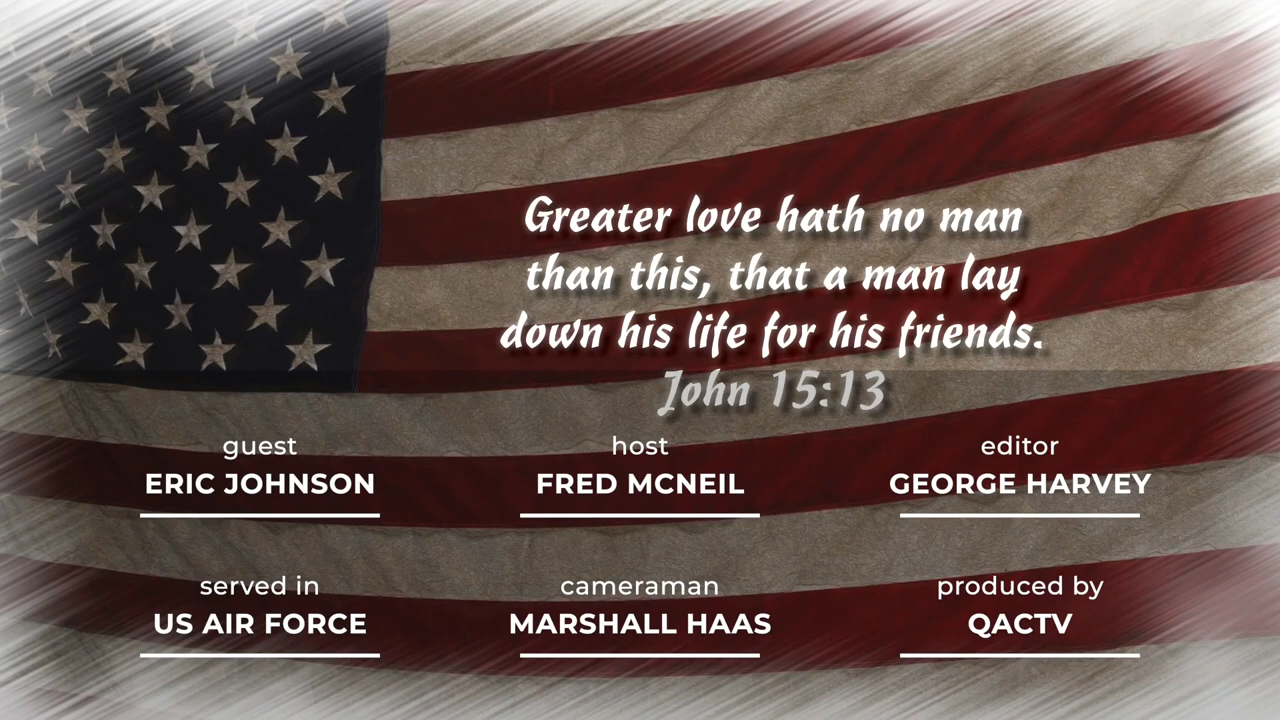 Greater love hath no man
than this, that a man lay
down his life for his friends.
John 15:13
guest
ERIC JOHNSON
host
FRED MCNEIL
editor
GEORGE HARVEY
served in
US AIR FORCE
cameraman
MARSHALL HAAS
produced by
QACTV